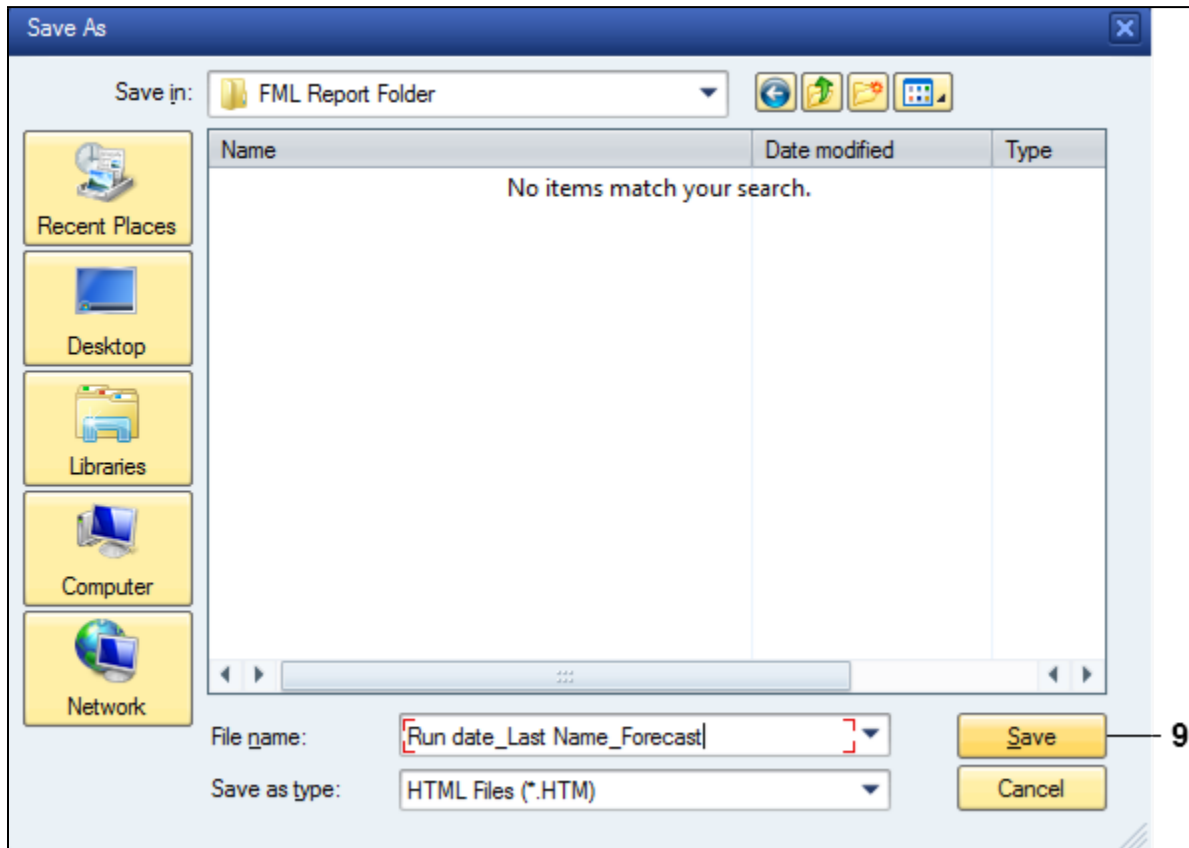 Save As
Save in: FML Report Folder
Name Date modified Type
No items match your search.
Recent Places
Desktop
Libraries
Computer
Network
File name: Run date_Last Name_Forecast Save 9
Save as type: HTML Files (*.HTM) Cancel